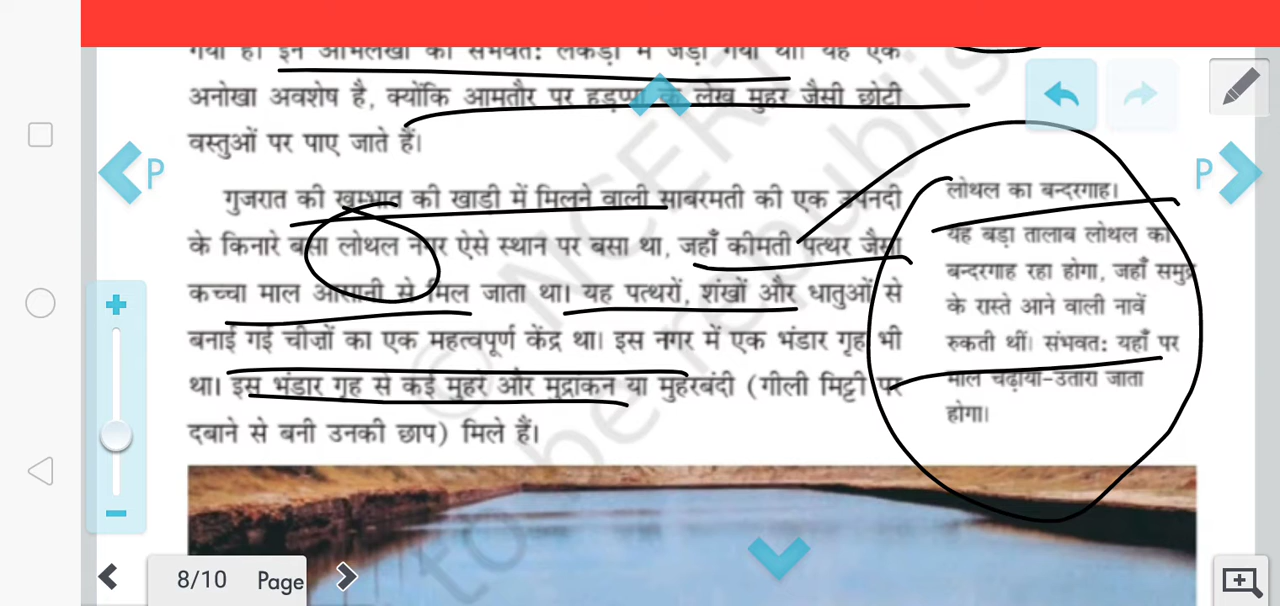 गया है। इन अभिलेखों को संभवत: लकड़ी में जड़ा गया था। यह एक
अनोखा अवशेष है, क्योंकि आमतौर पर हड़प्पा के लेख मुहर जैसी छोटी
वस्तुओं पर पाए जाते हैं।
गुजरात की खम्भात की खाड़ी में मिलने वाली साबरमती की एक उपनदी
के किनारे बसा लोथल नगर ऐसे स्थान पर बसा था, जहाँ कीमती पत्थर जैसा
कच्चा माल आसानी से मिल जाता था। यह पत्थरों, शंखों और धातुओं से
बनाई गई चीज़ों का एक महत्वपूर्ण केंद्र था। इस नगर में एक भंडार गृह भी
था। इस भंडार गृह से कई मुहरें और मुद्रांकन या मुहरबंदी (गीली मिट्टी पर
दबाने से बनी उनकी छाप) मिले हैं।
लोथल का बन्दरगाह।
यह बड़ा तालाब लोथल का
बन्दरगाह रहा होगा, जहाँ समुद्र
के रास्ते आने वाली नावें
रुकती थीं। संभवत: यहाँ पर
माल चढ़ाया-उतारा जाता
होगा।
© NCERT
to be republis
P
P
8/10 Page